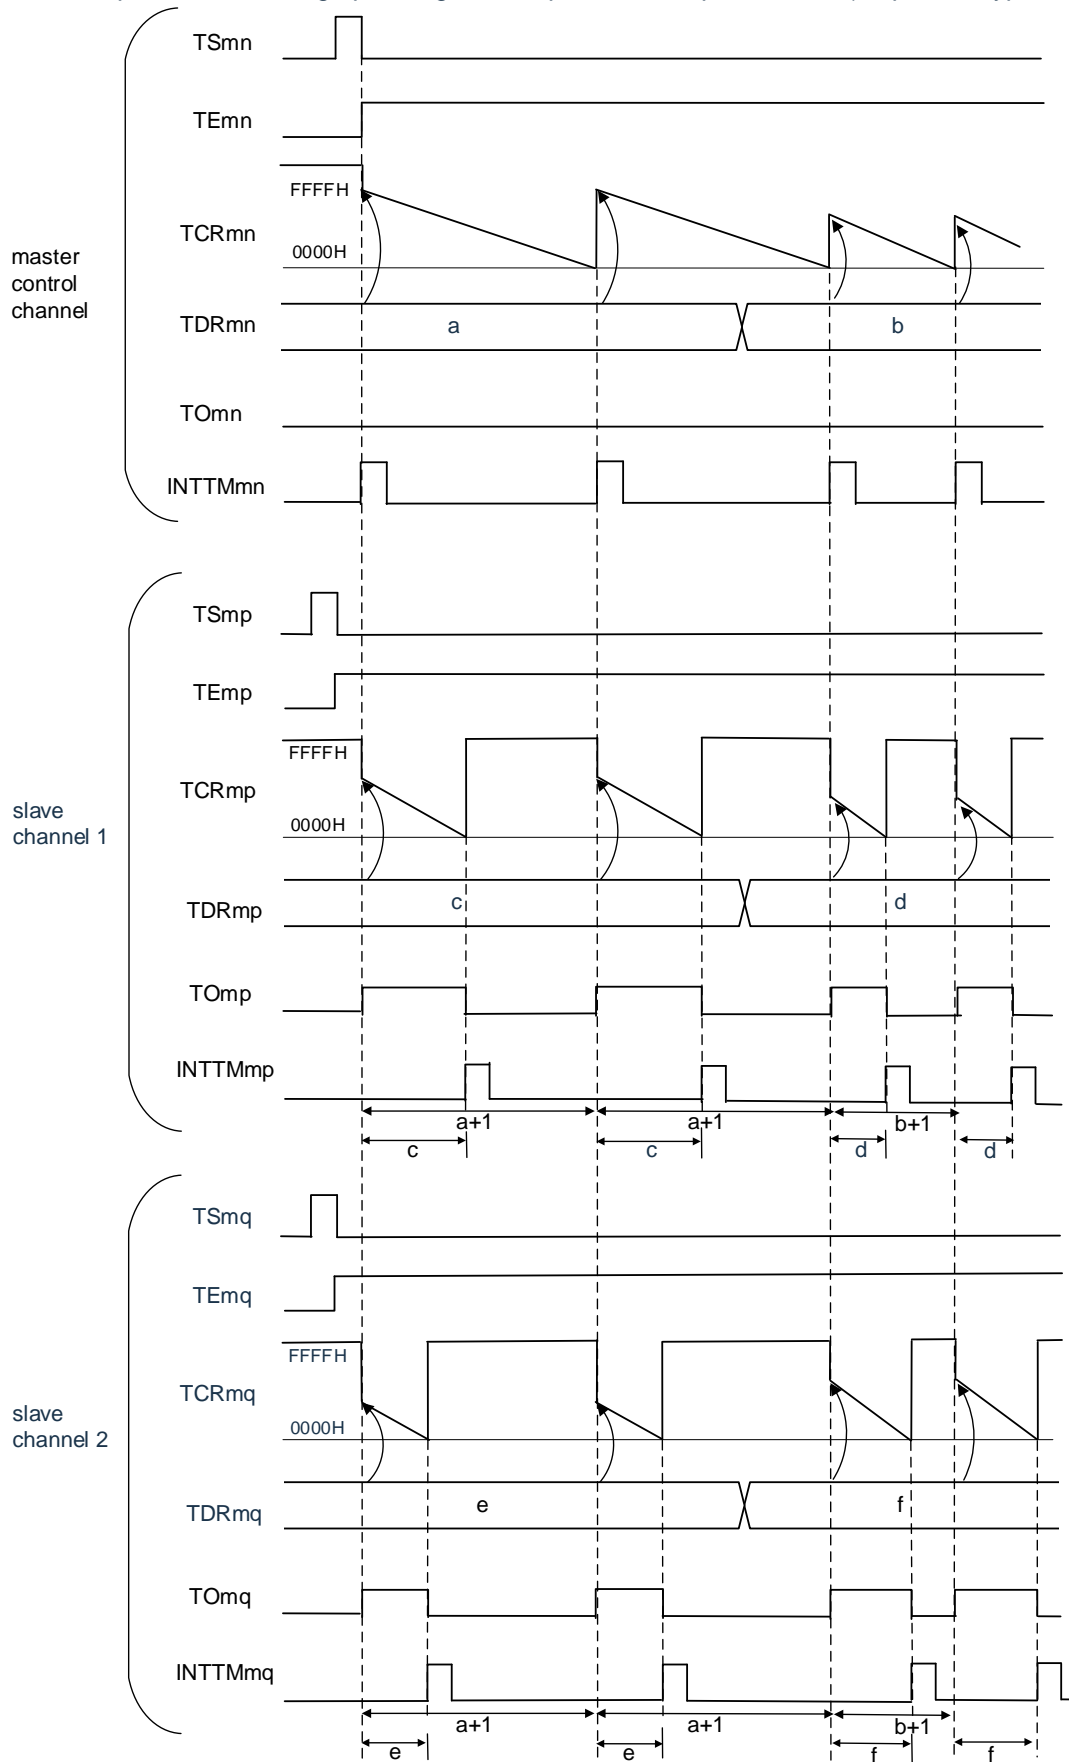 TSmn
TEmn
FFFFH
TCRmn
0000H
master
control
channel
TDRmn
a
b
TOmn
INTTMmn
TSmp
TEmp
FFFFH
TCRmp
0000H
slave
channel 1
TDRmp
c
d
TOmp
INTTMmp
a+1
a+1
b+1
c
c
d
d
TSmq
TEmq
FFFFH
TCRmq
0000H
slave
channel 2
TDRmq
e
f
TOmq
INTTMmq
a+1
a+1
b+1
e
e
f
f